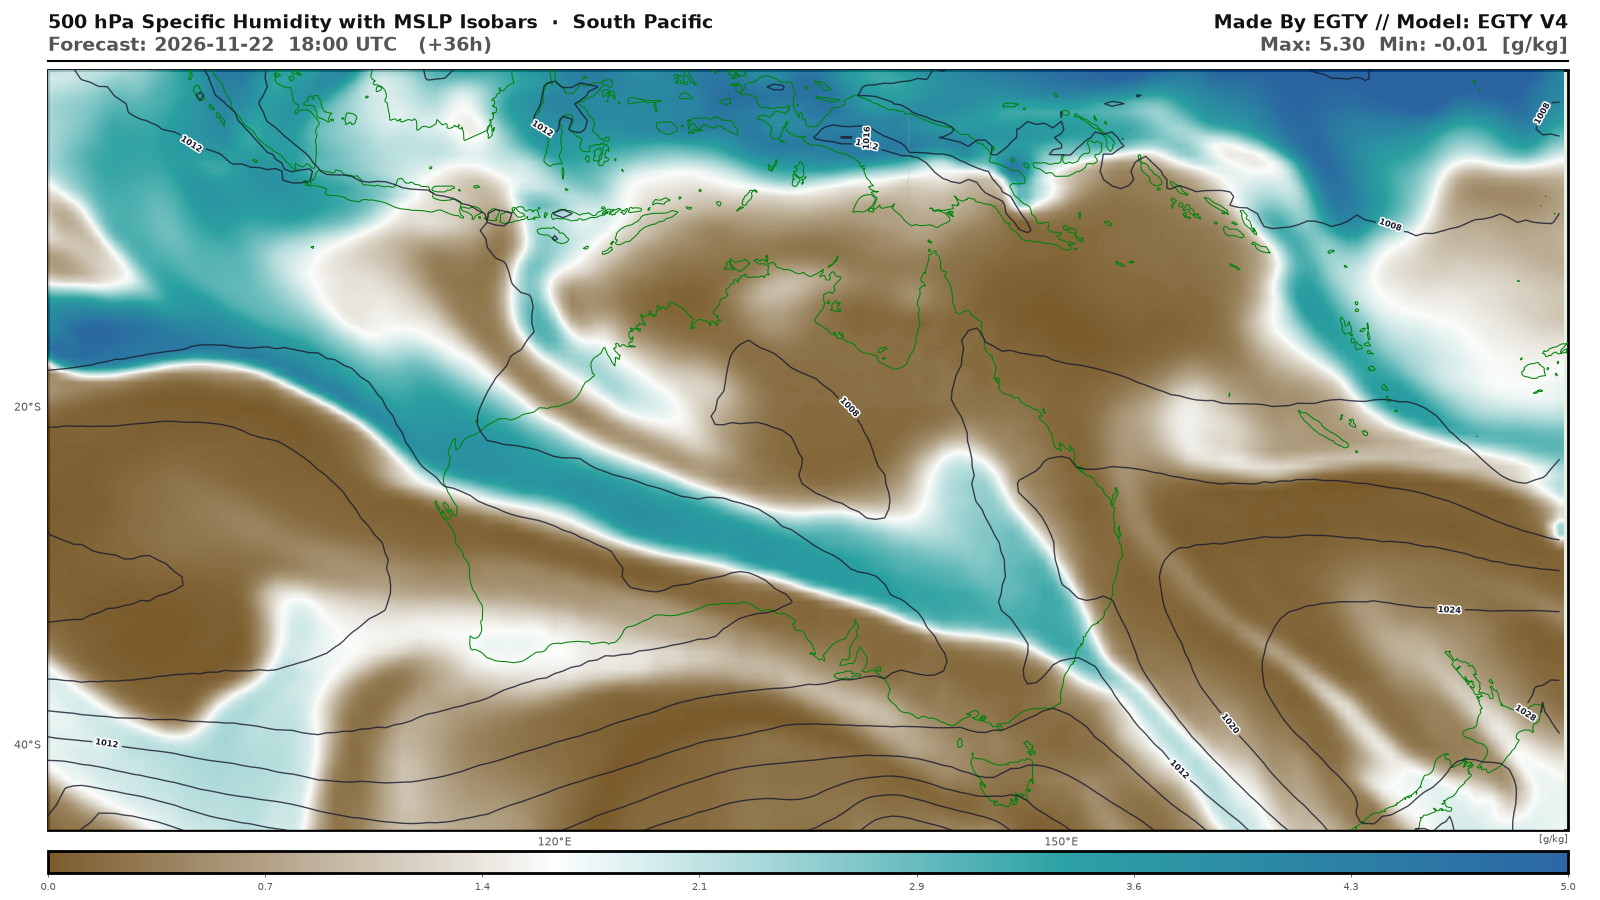 500 hPa Specific Humidity with MSLP Isobars · South Pacific
Made By EGTY // Model: EGTY V4
Forecast: 2026-11-22 18:00 UTC (+36h)
Max: 5.30 Min: -0.01 [g/kg]
1008
1012
1012
1016
1012
1008
20°S
1008
1024
1028
1020
40°S
1012
1012
120°E
150°E
[g/kg]
0.0
0.7
1.4
2.1
2.9
3.6
4.3
5.0